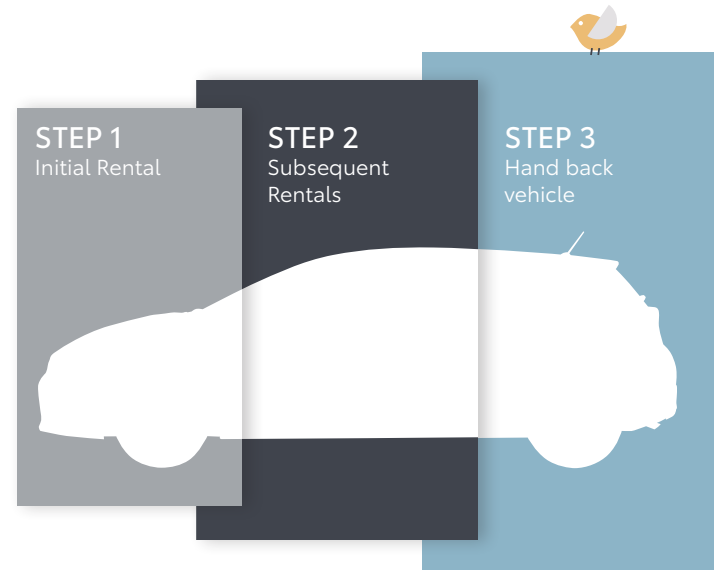 STEP 1
Initial Rental
STEP 2
Subsequent
Rentals
STEP 3
Hand back
vehicle